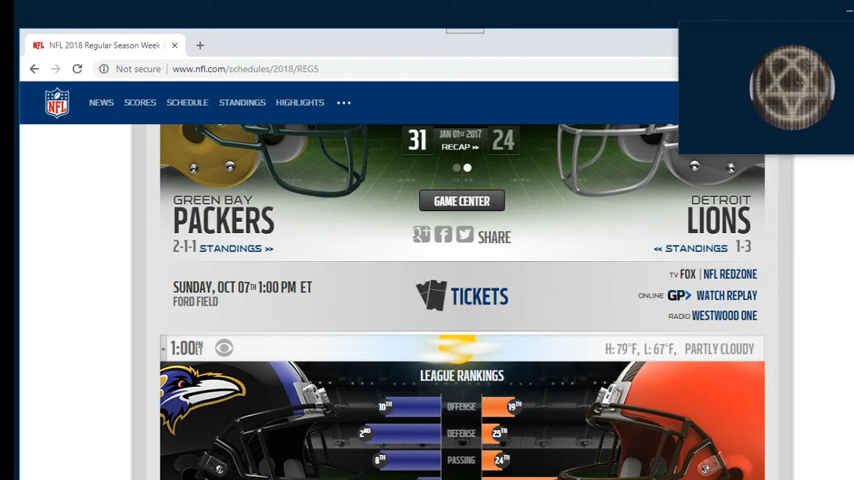 NFL 2018 Regular Season Week
Not secure
www.nfl.com/schedules/2018/REG5
NFL
NEWS
SCORES
SCHEDULE
STANDINGS
HIGHLIGHTS
31
JAN 01ST 2017
24
RECAP >>
GAME CENTER
GREEN BAY
PACKERS
2-1-1 STANDINGS >>
SHARE
DETROIT
LIONS
<< STANDINGS 1-3
SUNDAY, OCT 07TH 1:00 PM ET
FORD FIELD
TICKETS
TV FOX | NFL REDZONE
ONLINE GP> WATCH REPLAY
RADIO WESTWOOD ONE
1:00 PM ET
H: 79°F, L: 67°F, PARTLY CLOUDY
LEAGUE RANKINGS
10TH OFFENSE 19TH
2ND DEFENSE 25TH
8TH PASSING 24TH